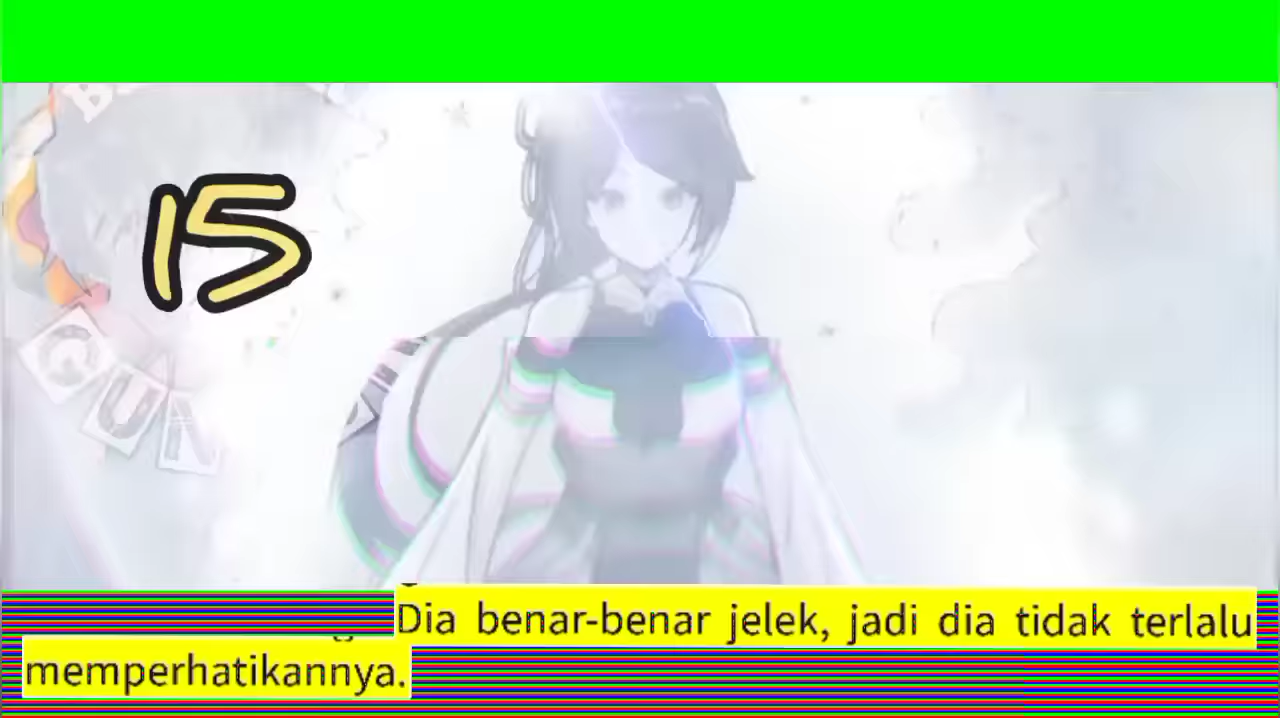 15
G
U
Dia benar-benar jelek, jadi dia tidak terlalu
memperhatikannya.